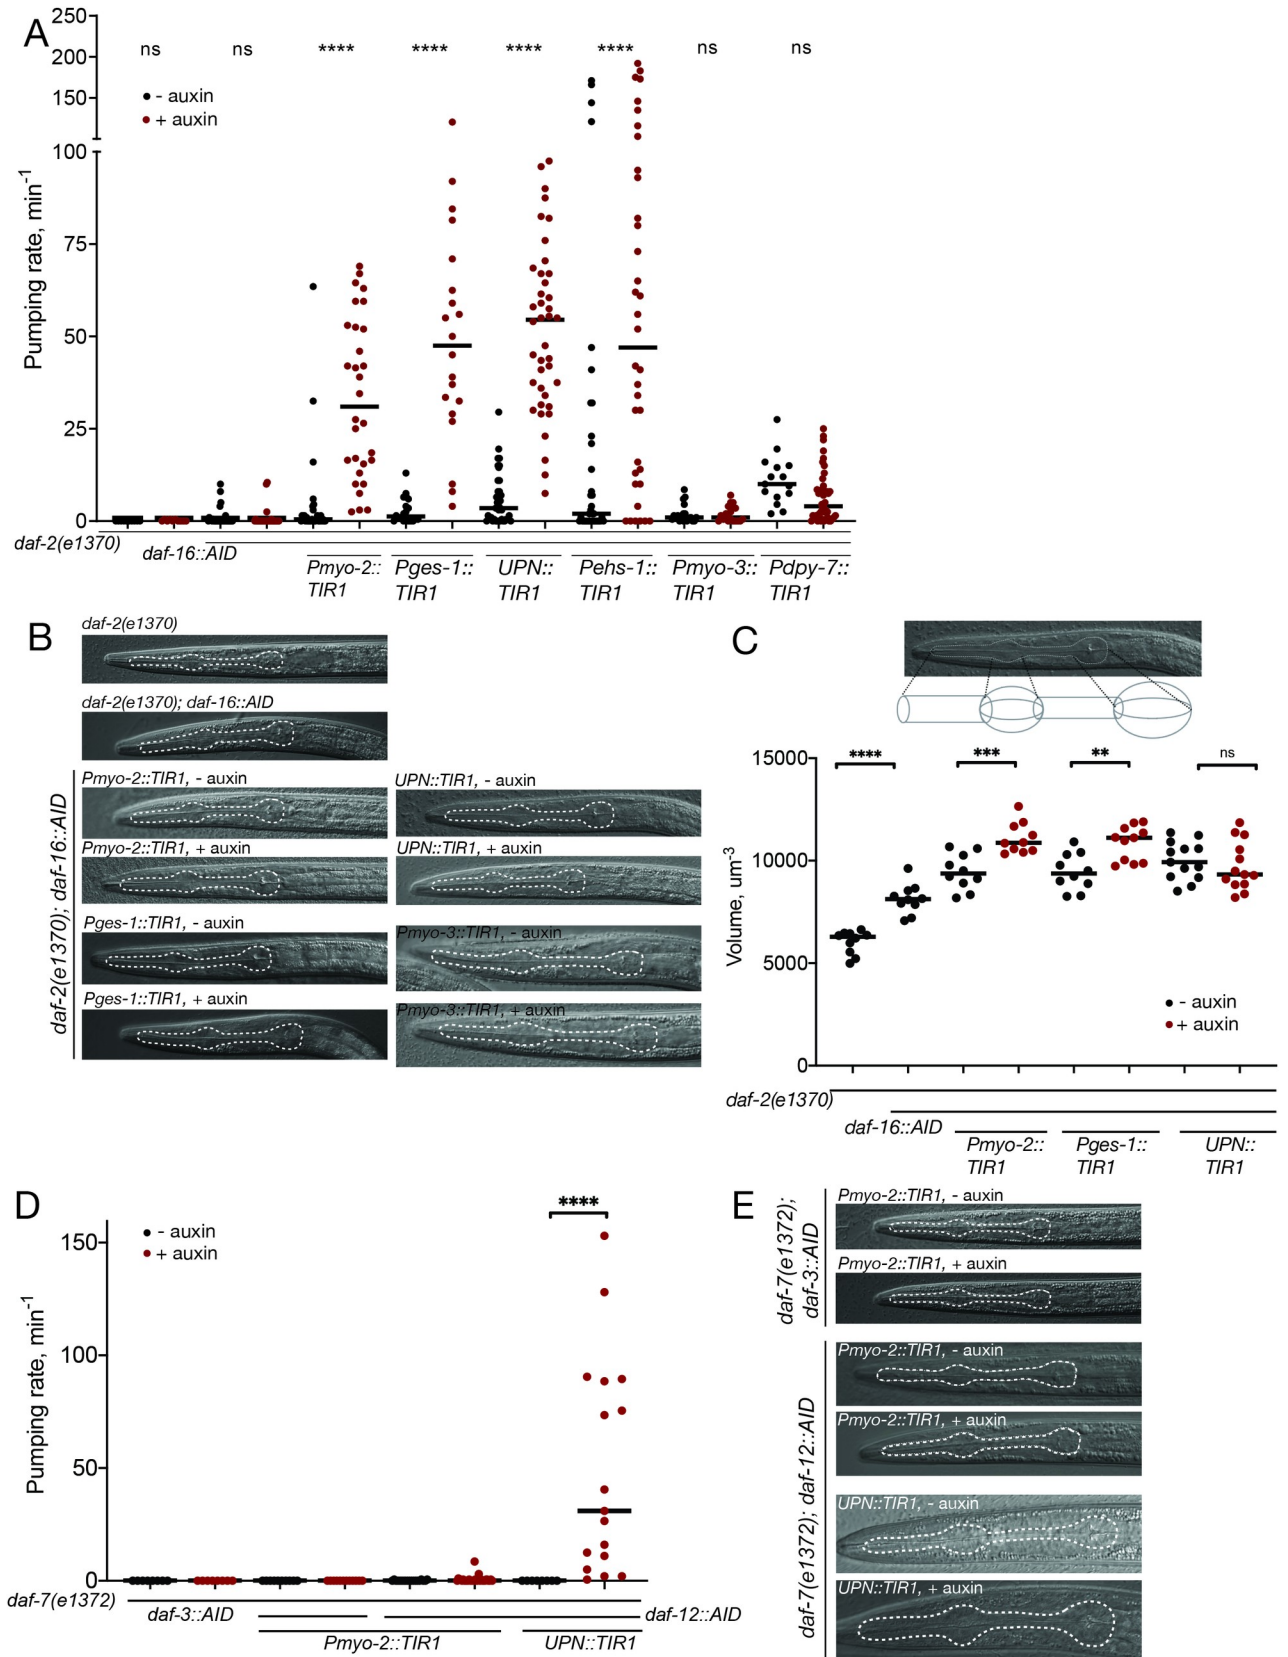 A
250
200
150
100
75
50
25
0
Pumping rate, min-1
ns ns **** **** **** **** ns ns
- auxin
+ auxin
daf-2(e1370)
daf-16::AID
Pmyo-2::
TIR1
Pges-1::
TIR1
UPN::
TIR1
Pehs-1::
TIR1
Pmyo-3::
TIR1
Pdpy-7::
TIR1
B
daf-2(e1370)
daf-2(e1370); daf-16::AID
daf-2(e1370); daf-16::AID
Pmyo-2::TIR1, - auxin
Pmyo-2::TIR1, + auxin
Pges-1::TIR1, - auxin
Pges-1::TIR1, + auxin
UPN::TIR1, - auxin
UPN::TIR1, + auxin
Pmyo-3::TIR1, - auxin
Pmyo-3::TIR1, + auxin
C
15000
10000
5000
0
Volume, um-3
**** *** ** ns
- auxin
+ auxin
daf-2(e1370)
daf-16::AID
Pmyo-2::
TIR1
Pges-1::
TIR1
UPN::
TIR1
D
****
- auxin
+ auxin
150
100
50
0
Pumping rate, min-1
daf-7(e1372)
daf-3::AID
daf-12::AID
Pmyo-2::TIR1
UPN::TIR1
E
daf-7(e1372);
daf-3::AID
Pmyo-2::TIR1, - auxin
Pmyo-2::TIR1, + auxin
daf-7(e1372); daf-12::AID
Pmyo-2::TIR1, - auxin
Pmyo-2::TIR1, + auxin
UPN::TIR1, - auxin
UPN::TIR1, + auxin